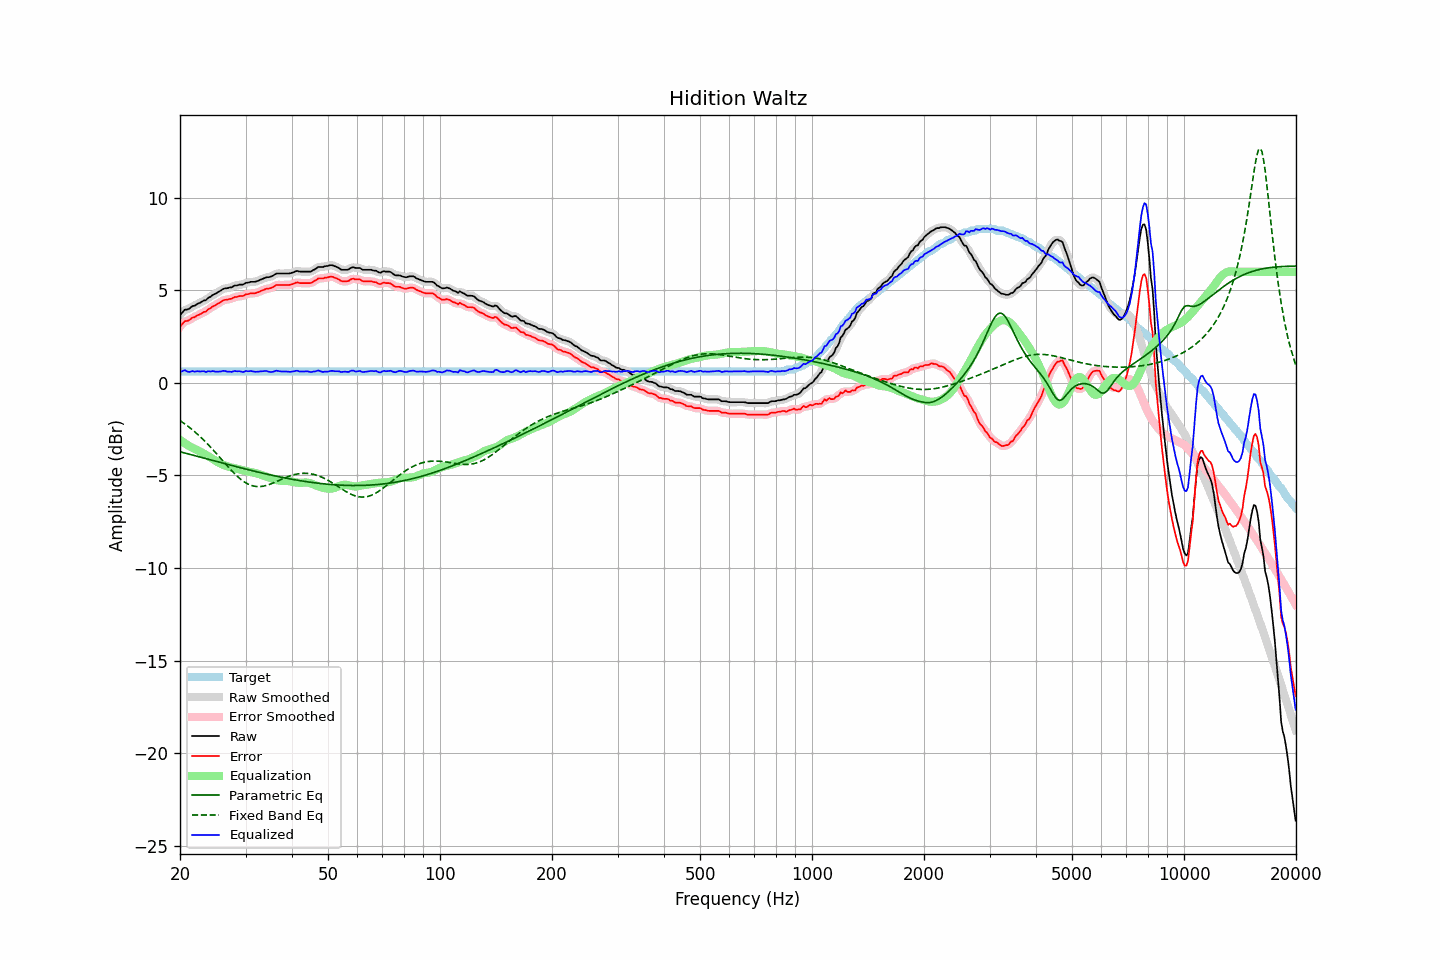 Hidition Waltz
Amplitude (dBr)
10
5
0
−5
−10
−15
−20
−25
Target
Raw Smoothed
Error Smoothed
Raw
Error
Equalization
Parametric Eq
Fixed Band Eq
Equalized
20 50 100 200 500 1000 2000 5000 10000 20000
Frequency (Hz)